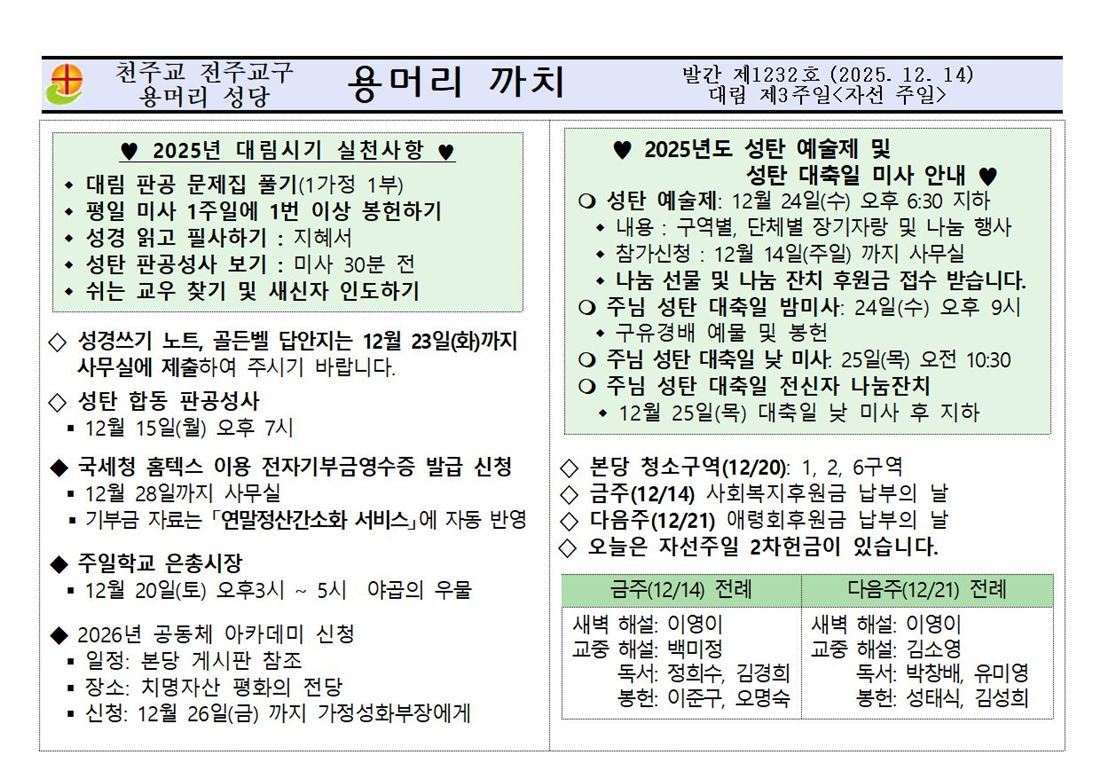 천주교 전주교구
용머리 성당
용머리 까치
발간 제1232호 (2025. 12. 14)
대림 제3주일<자선 주일>
♥ 2025년 대림시기 실천사항 ♥
◆ 대림 판공 문제집 풀기(1가정 1부)
◆ 평일 미사 1주일에 1번 이상 봉헌하기
◆ 성경 읽고 필사하기 : 지혜서
◆ 성탄 판공성사 보기 : 미사 30분 전
◆ 쉬는 교우 찾기 및 새신자 인도하기
◇ 성경쓰기 노트, 골든벨 답안지는 12월 23일(화)까지
사무실에 제출하여 주시기 바랍니다.
◇ 성탄 합동 판공성사
▪ 12월 15일(월) 오후 7시
◆ 국세청 홈텍스 이용 전자기부금영수증 발급 신청
▪ 12월 28일까지 사무실
▪ 기부금 자료는 「연말정산간소화 서비스」에 자동 반영
◆ 주일학교 은총시장
▪ 12월 20일(토) 오후3시 ~ 5시 야곱의 우물
◆ 2026년 공동체 아카데미 신청
▪ 일정: 본당 게시판 참조
▪ 장소: 치명자산 평화의 전당
▪ 신청: 12월 26일(금) 까지 가정성화부장에게
♥ 2025년도 성탄 예술제 및
성탄 대축일 미사 안내 ♥
❍ 성탄 예술제: 12월 24일(수) 오후 6:30 지하
◆ 내용 : 구역별, 단체별 장기자랑 및 나눔 행사
◆ 참가신청 : 12월 14일(주일) 까지 사무실
◆ 나눔 선물 및 나눔 잔치 후원금 접수 받습니다.
❍ 주님 성탄 대축일 밤미사: 24일(수) 오후 9시
◆ 구유경배 예물 및 봉헌
❍ 주님 성탄 대축일 낮 미사: 25일(목) 오전 10:30
❍ 주님 성탄 대축일 전신자 나눔잔치
◆ 12월 25일(목) 대축일 낮 미사 후 지하
◇ 본당 청소구역(12/20): 1, 2, 6구역
◇ 금주(12/14) 사회복지후원금 납부의 날
◇ 다음주(12/21) 애령회후원금 납부의 날
◇ 오늘은 자선주일 2차헌금이 있습니다.
금주(12/14) 전례
새벽 해설: 이영이
교중 해설: 백미정
독서: 정희수, 김경희
봉헌: 이준구, 오명숙
다음주(12/21) 전례
새벽 해설: 이영이
교중 해설: 김소영
독서: 박창배, 유미영
봉헌: 성태식, 김성희